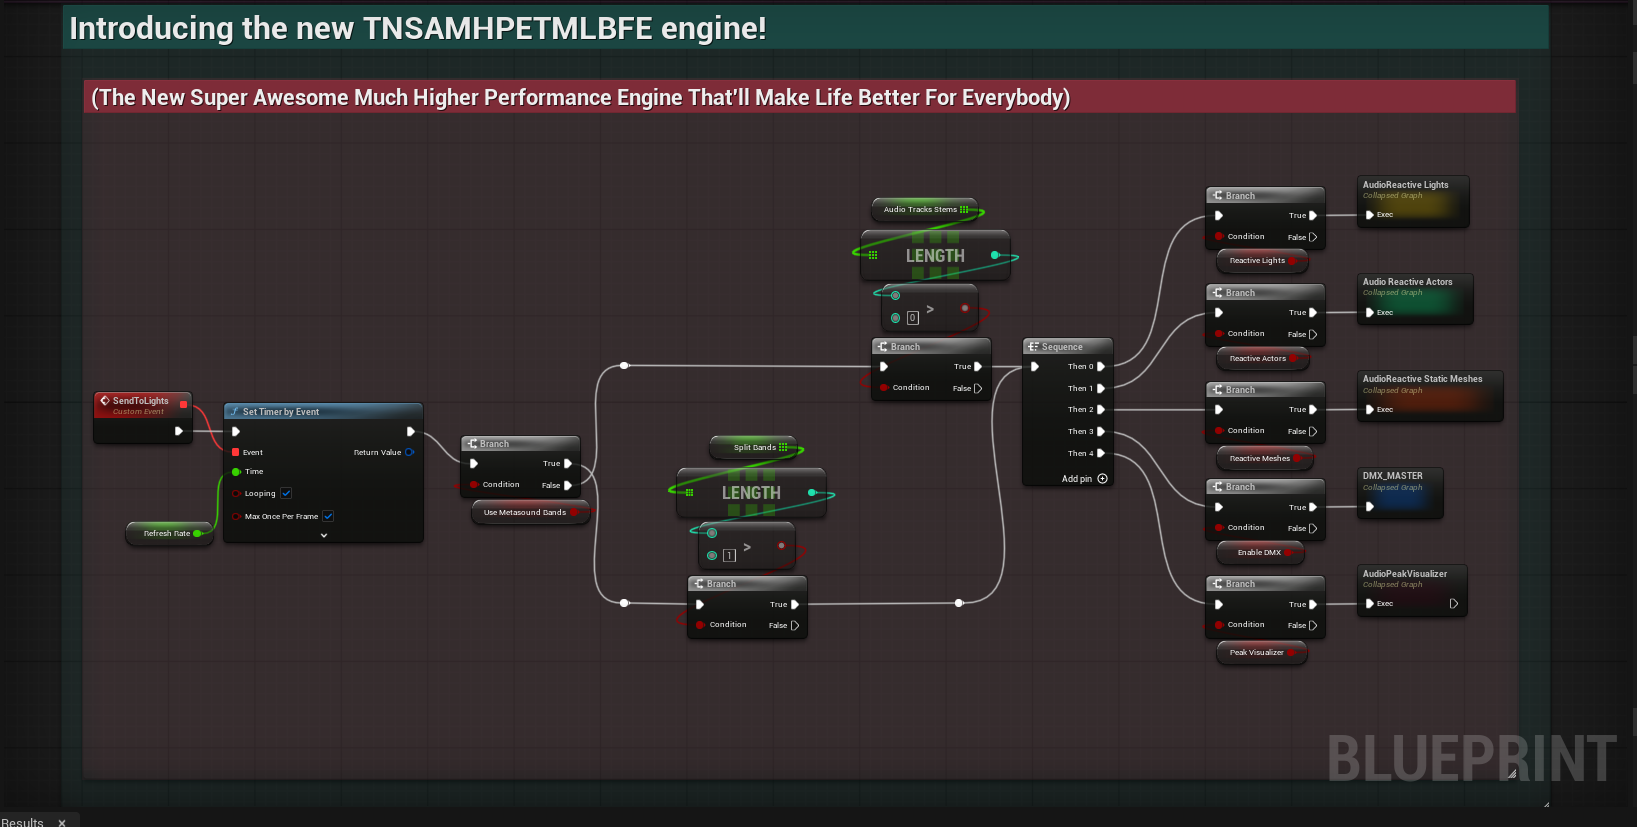 Introducing the new TNSAMHPETMLBFE engine!
(The New Super Awesome Much Higher Performance Engine That'll Make Life Better For Everybody)
SendToLights
Custom Event
Refresh Rate
Set Timer by Event
Event
Return Value
Time
Looping
Max Once Per Frame
Branch
True
Condition
False
Use Metasound Bands
Audio Tracks Stems
LENGTH
>
0
Branch
True
Condition
False
Split Bands
LENGTH
>
1
Branch
True
Condition
False
Sequence
Then 0
Then 1
Then 2
Then 3
Then 4
Add pin
Branch
True
Condition
False
Reactive Lights
AudioReactive Lights
Collapsed Graph
Exec
Branch
True
Condition
False
Reactive Actors
Audio Reactive Actors
Collapsed Graph
Exec
Branch
True
Condition
False
Reactive Meshes
AudioReactive Static Meshes
Collapsed Graph
Exec
Branch
True
Condition
False
Enable DMX
DMX_MASTER
Collapsed Graph
Branch
True
Condition
False
Peak Visualizer
AudioPeakVisualizer
Collapsed Graph
Exec
BLUEPRINT
Results